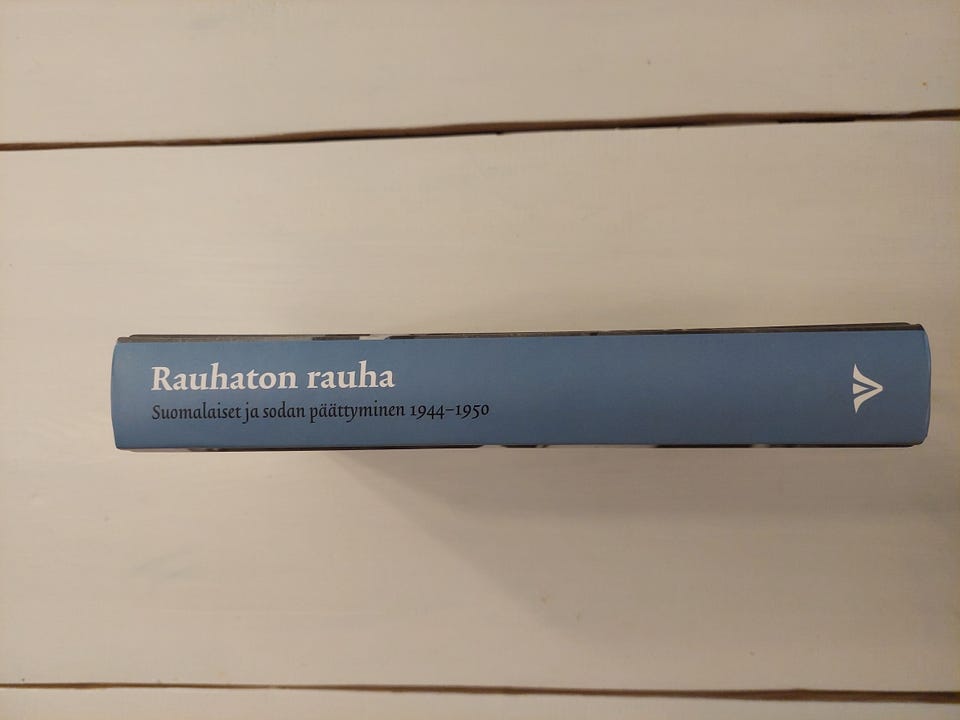 Rauhaton rauha
Suomalaiset ja sodan päättyminen 1944–1950